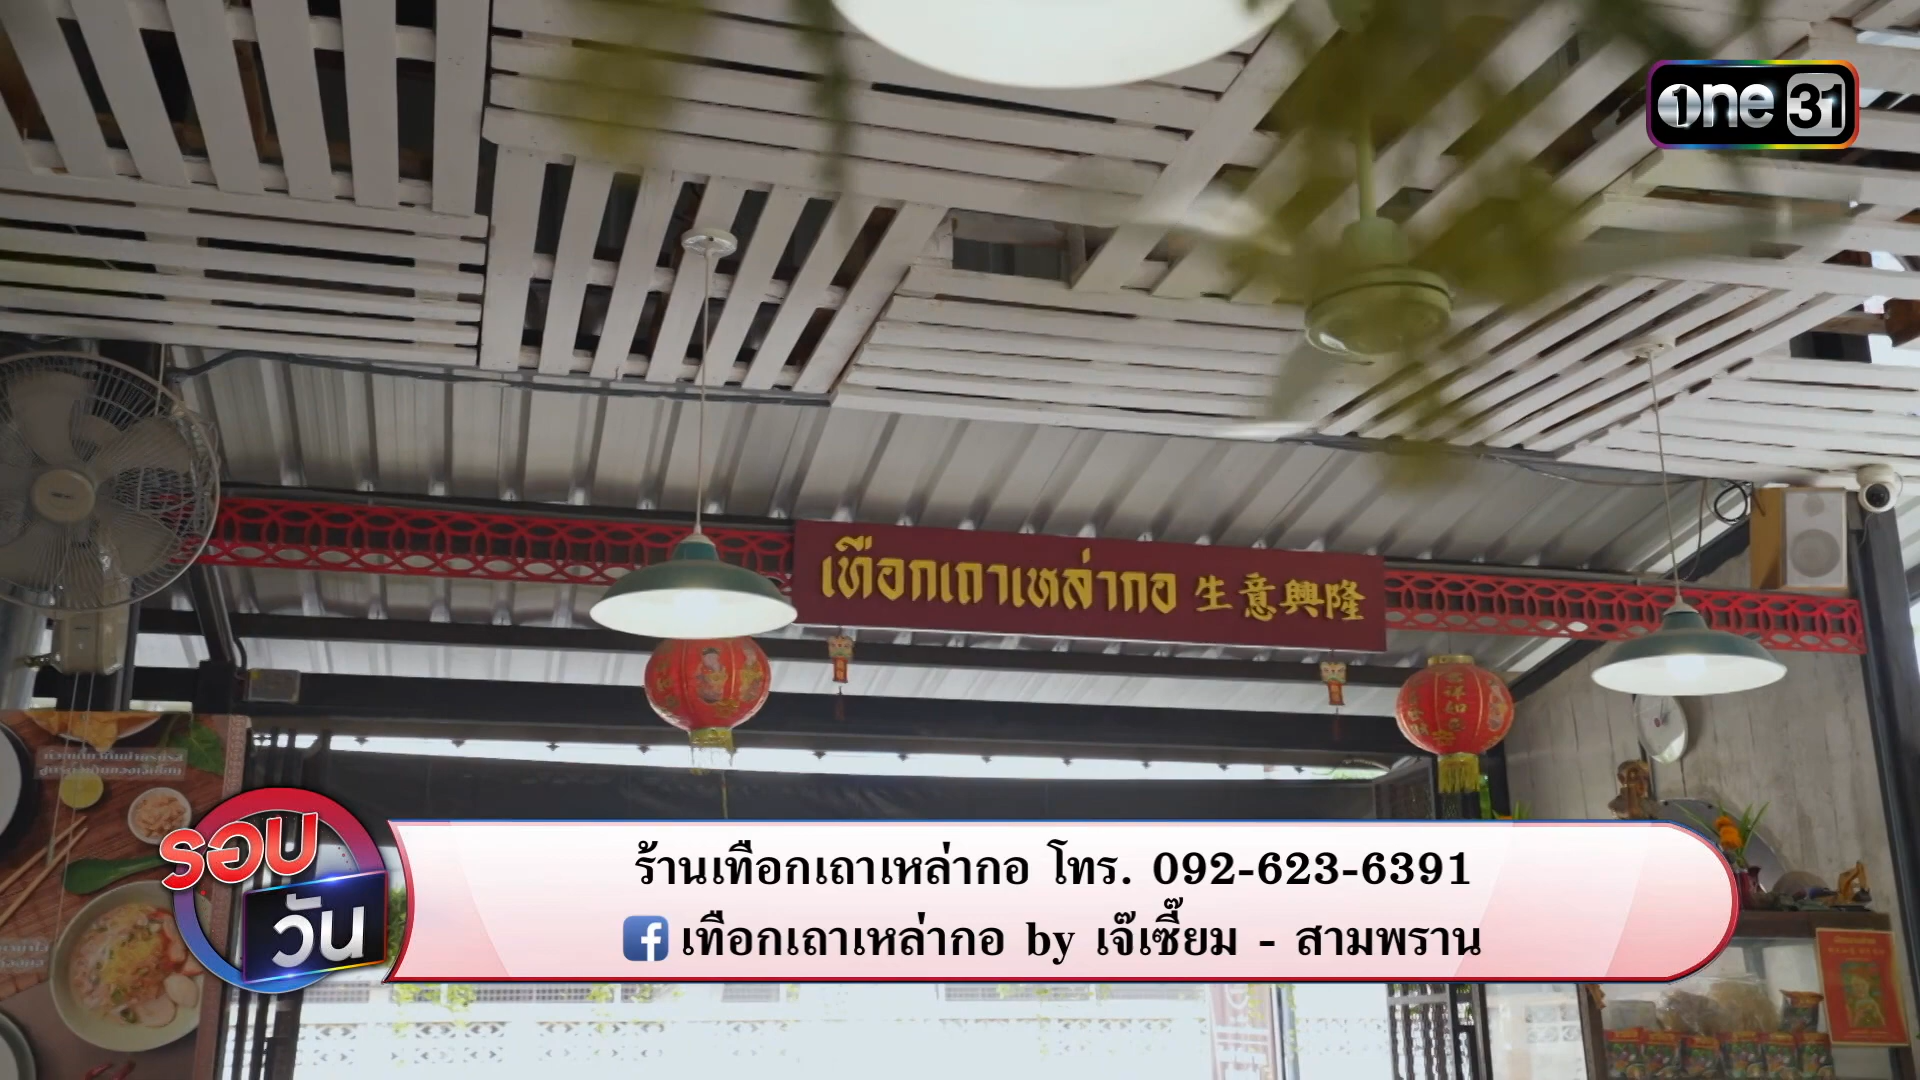 one 31
เทือกเถาเหล่ากอ 生意興隆
รอบ
วัน
ร้านเทือกเถาเหล่ากอ โทร. 092-623-6391
เทือกเถาเหล่ากอ by เจ๊เซี๊ยม - สามพราน